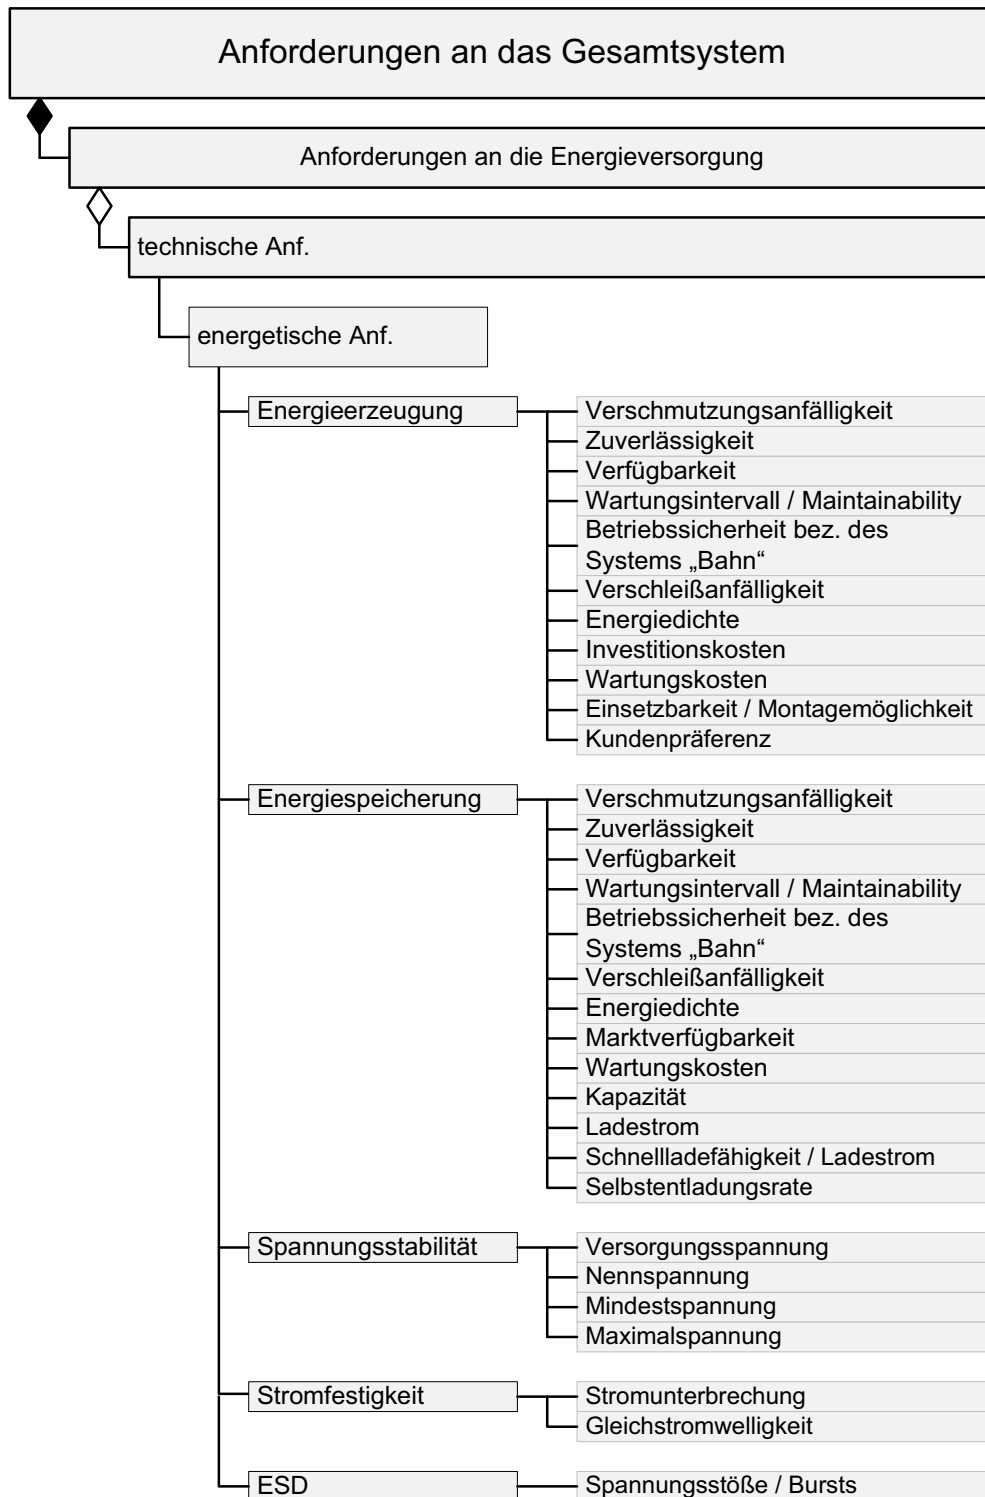 Anforderungen an das Gesamtsystem
Anforderungen an die Energieversorgung
technische Anf.
energetische Anf.
Energieerzeugung
Verschmutzungsanfälligkeit
Zuverlässigkeit
Verfügbarkeit
Wartungsintervall / Maintainability
Betriebssicherheit bez. des
Systems „Bahn“
Verschleißanfälligkeit
Energiedichte
Investitionskosten
Wartungskosten
Einsetzbarkeit / Montagemöglichkeit
Kundenpräferenz
Energiespeicherung
Verschmutzungsanfälligkeit
Zuverlässigkeit
Verfügbarkeit
Wartungsintervall / Maintainability
Betriebssicherheit bez. des
Systems „Bahn“
Verschleißanfälligkeit
Energiedichte
Marktverfügbarkeit
Wartungskosten
Kapazität
Ladestrom
Schnellladefähigkeit / Ladestrom
Selbstentladungsrate
Spannungsstabilität
Versorgungsspannung
Nennspannung
Mindestspannung
Maximalspannung
Stromfestigkeit
Stromunterbrechung
Gleichstromwelligkeit
ESD
Spannungsstöße / Bursts